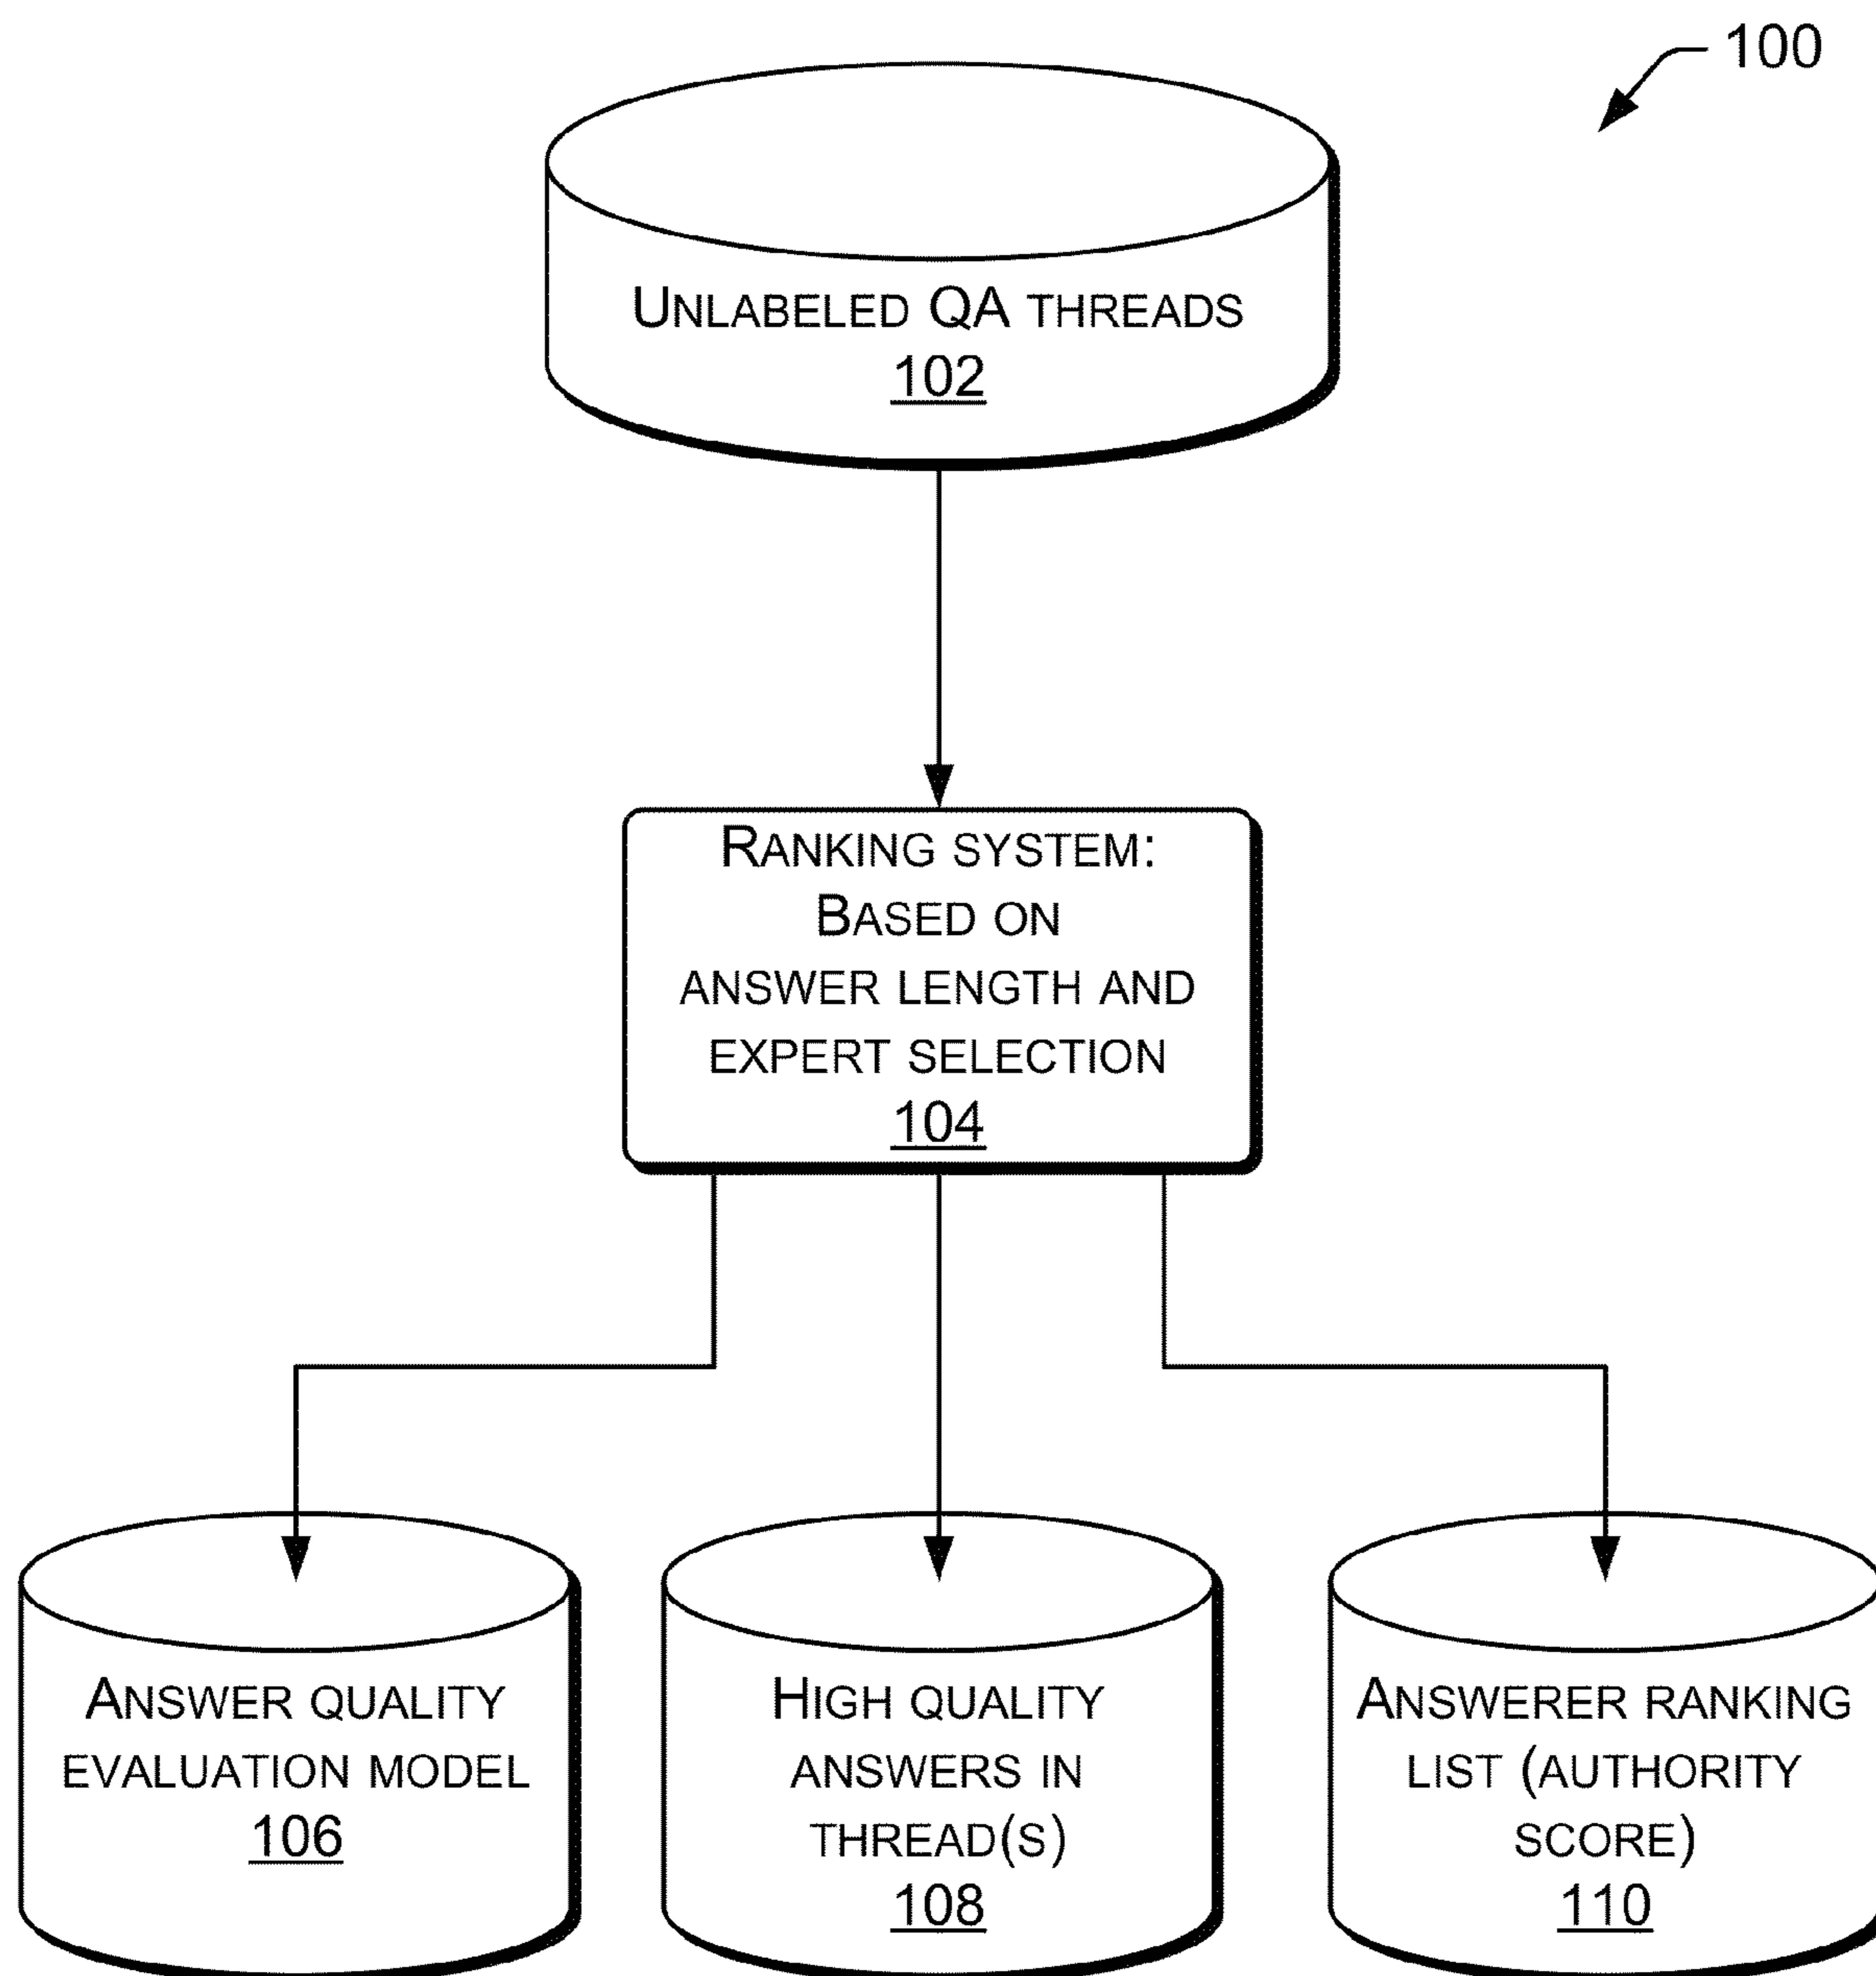 100
UNLABELED QA THREADS
102
RANKING SYSTEM:
BASED ON
ANSWER LENGTH AND
EXPERT SELECTION
104
ANSWER QUALITY
EVALUATION MODEL
106
HIGH QUALITY
ANSWERS IN
THREAD(S)
108
ANSWERER RANKING
LIST (AUTHORITY
SCORE)
110